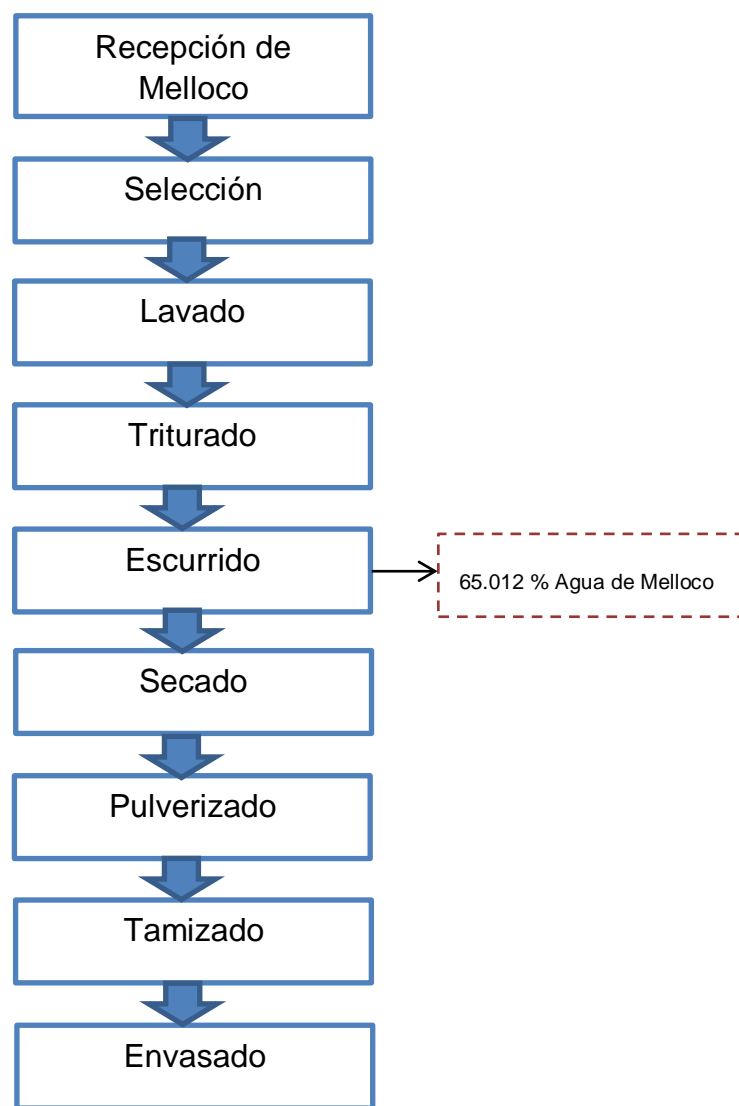 Recepción de
Melloco
Selección
Lavado
Triturado
Escurrido
65.012 % Agua de Melloco
Secado
Pulverizado
Tamizado
Envasado